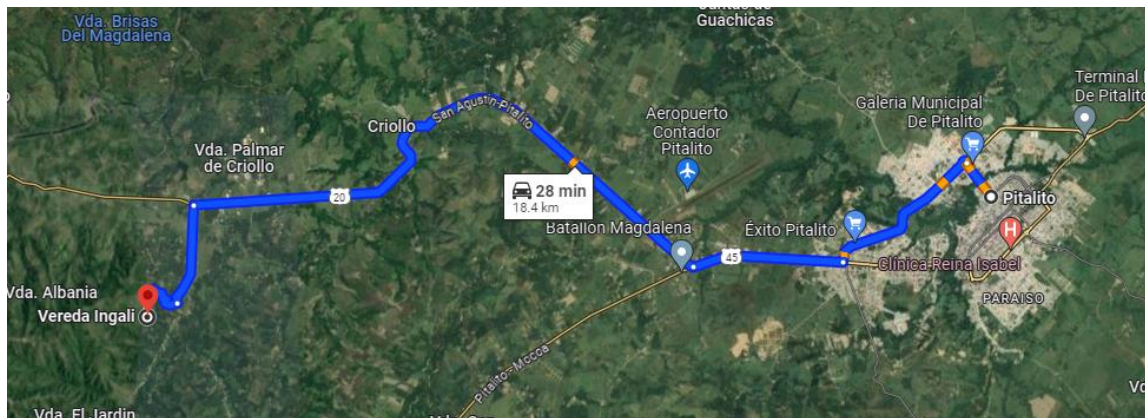 Vda. Brisas
Del Magdalena
Guachicas
Terminal
De Pitalito
Galeria Municipal
De Pitalito
Aeropuerto
Contador
Pitalito
San Agustín-Pitalito
Criollo
Vda. Palmar
de Criollo
20
28 min
18.4 km
Pitalito
Batallón Magdalena
Éxito Pitalito
H
45
Clínica Reina Isabel
PARAISO
Vda. Albania
Vereda Ingali
Pitalito - Mocoa
Vda. El Jardin